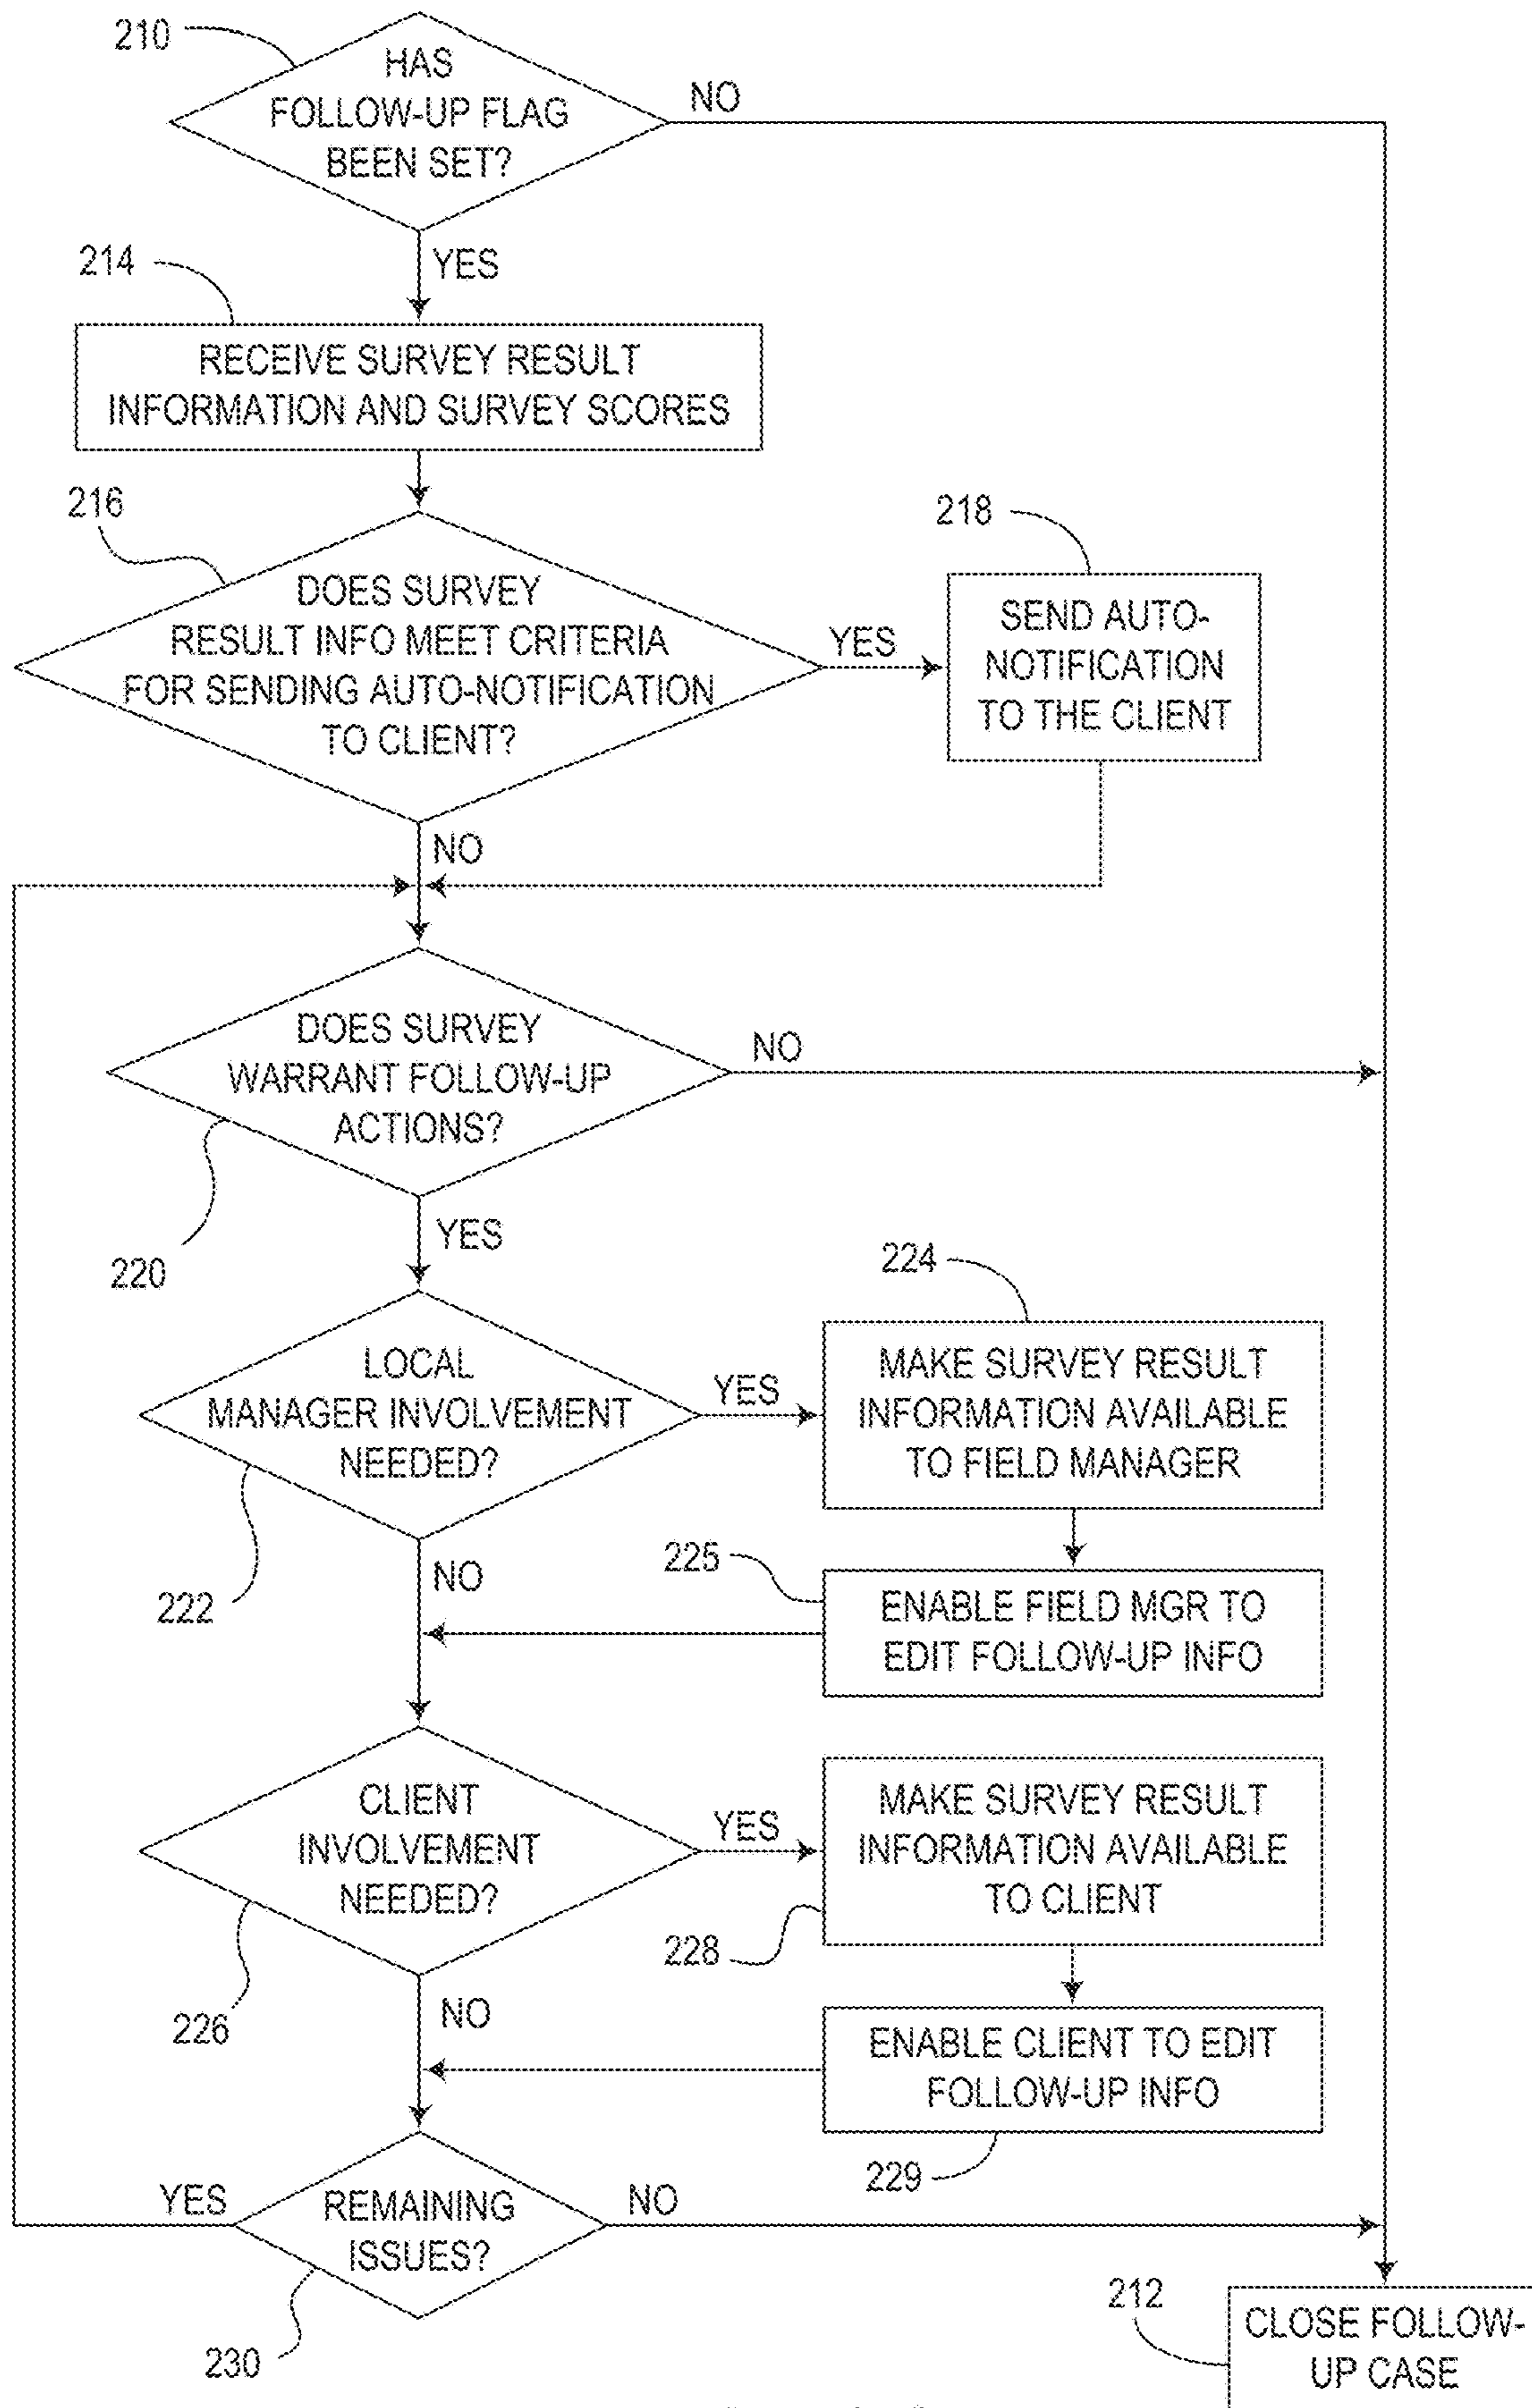 210
HAS
FOLLOW-UP FLAG
BEEN SET?
NO
YES
214
RECEIVE SURVEY RESULT
INFORMATION AND SURVEY SCORES
216
DOES SURVEY
RESULT INFO MEET CRITERIA
FOR SENDING AUTO-NOTIFICATION
TO CLIENT?
YES
218
SEND AUTO-
NOTIFICATION
TO THE CLIENT
NO
DOES SURVEY
WARRANT FOLLOW-UP
ACTIONS?
NO
220
YES
LOCAL
MANAGER INVOLVEMENT
NEEDED?
YES
224
MAKE SURVEY RESULT
INFORMATION AVAILABLE
TO FIELD MANAGER
222
NO
225
ENABLE FIELD MGR TO
EDIT FOLLOW-UP INFO
CLIENT
INVOLVEMENT
NEEDED?
YES
MAKE SURVEY RESULT
INFORMATION AVAILABLE
TO CLIENT
228
226
NO
ENABLE CLIENT TO EDIT
FOLLOW-UP INFO
229
YES
REMAINING
ISSUES?
NO
230
212
CLOSE FOLLOW-
UP CASE